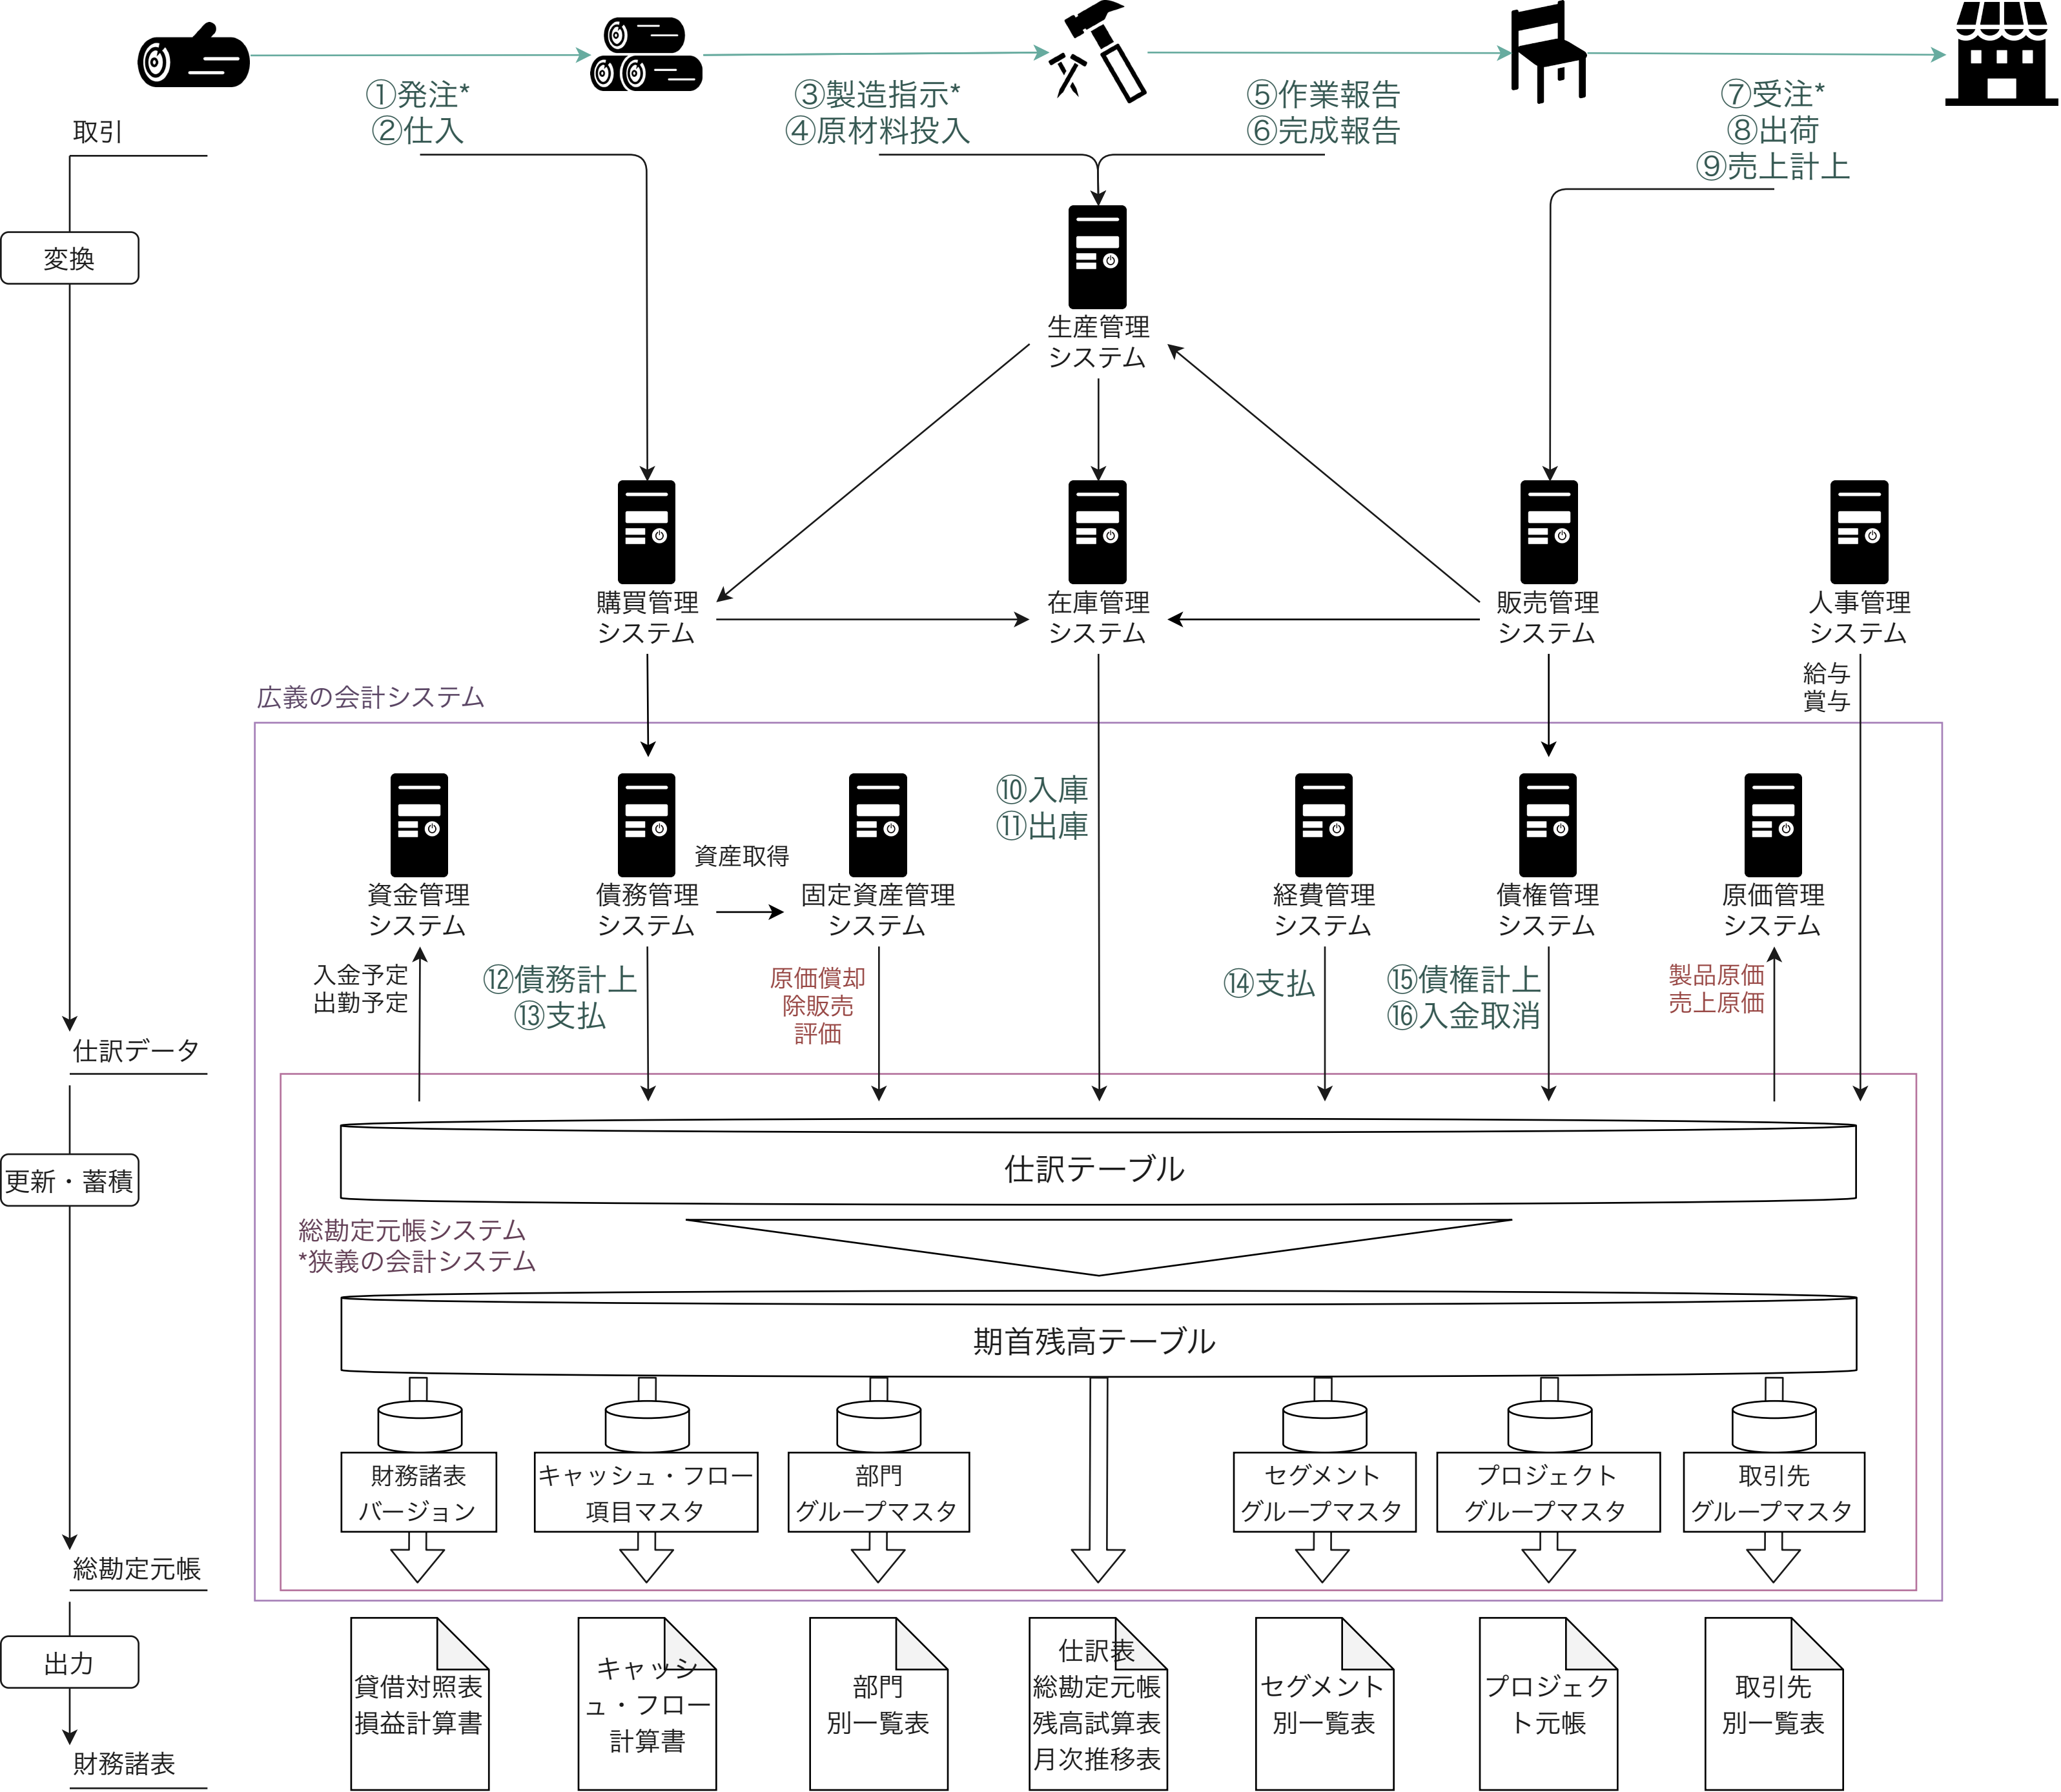 取引
①発注*
②仕入
③製造指示*
④原材料投入
⑤作業報告
⑥完成報告
⑦受注*
⑧出荷
⑨売上計上
変換
生産管理
システム
購買管理
システム
在庫管理
システム
販売管理
システム
人事管理
システム
給与
賞与
広義の会計システム
資金管理
システム
債務管理
システム
資産取得
固定資産管理
システム
⑩入庫
⑪出庫
経費管理
システム
債権管理
システム
原価管理
システム
入金予定
出勤予定
⑫債務計上
⑬支払
原価償却
除販売
評価
⑭支払
⑮債権計上
⑯入金取消
製品原価
売上原価
仕訳データ
更新・蓄積
仕訳テーブル
総勘定元帳システム
*狭義の会計システム
期首残高テーブル
財務諸表
バージョン
キャッシュ・フロー
項目マスタ
部門
グループマスタ
セグメント
グループマスタ
プロジェクト
グループマスタ
取引先
グループマスタ
総勘定元帳
出力
貸借対照表
損益計算書
キャッシ
ュ・フロー
計算書
部門
別一覧表
仕訳表
総勘定元帳
残高試算表
月次推移表
セグメント
別一覧表
プロジェク
ト元帳
取引先
別一覧表
財務諸表